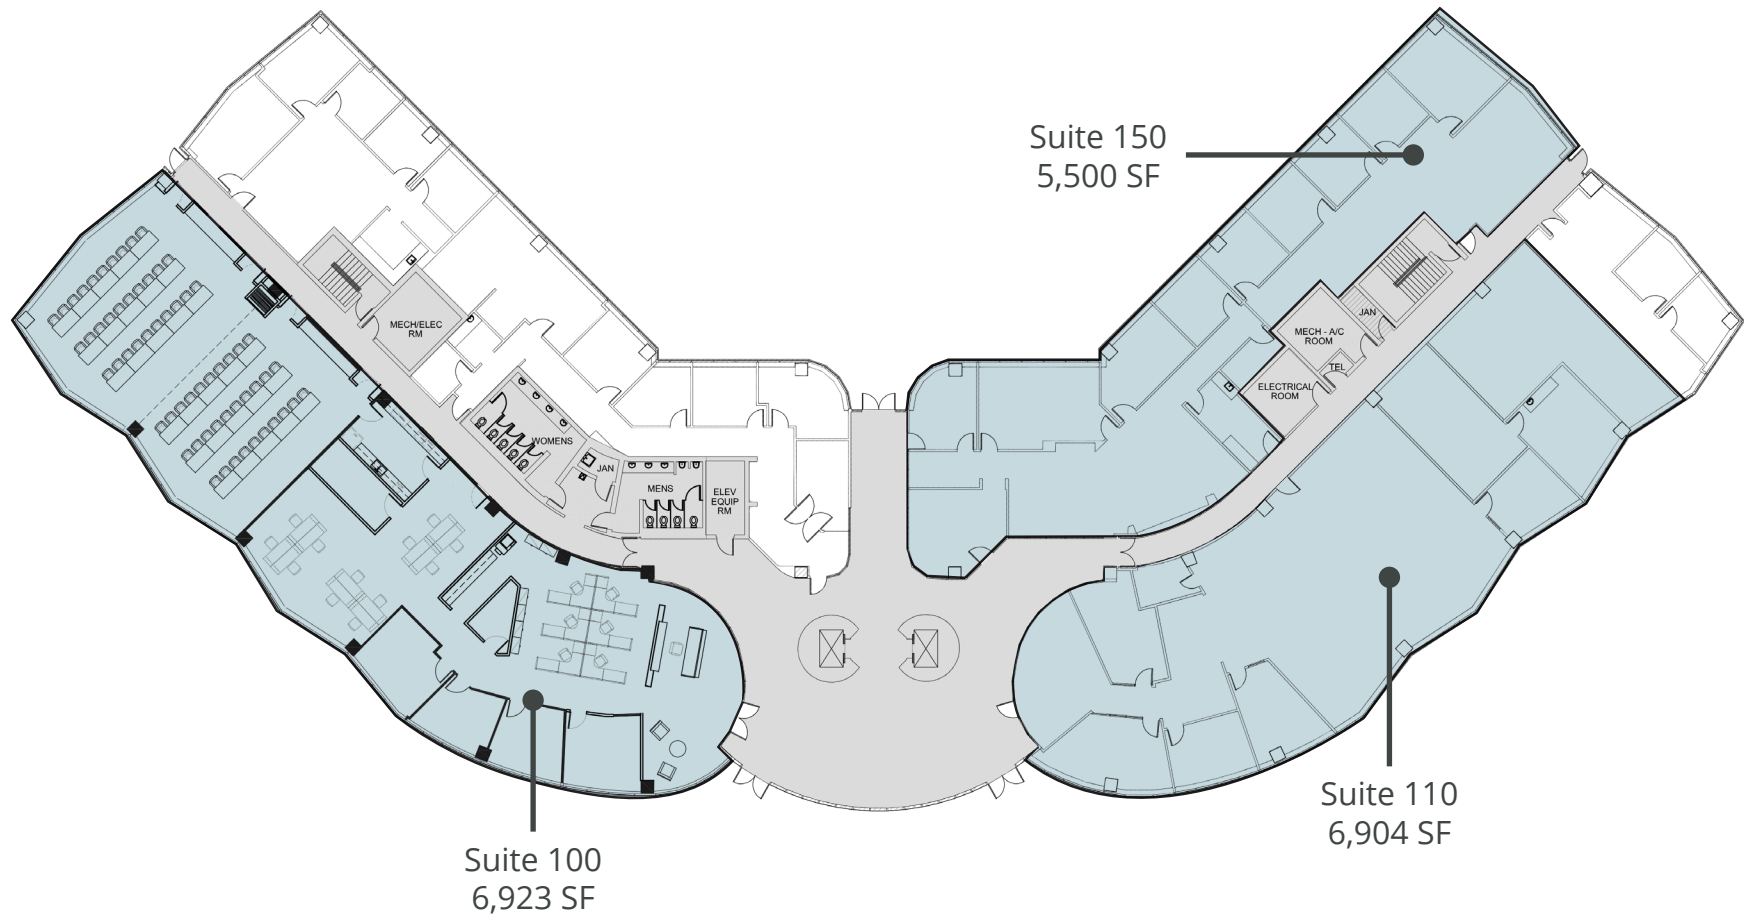 Suite 150
5,500 SF
MECH/ELEC
RM
JAN
MECH - A/C
ROOM
TEL
ELECTRICAL
ROOM
WOMENS
JAN
MENS
ELEV
EQUIP
RM
Suite 110
6,904 SF
Suite 100
6,923 SF